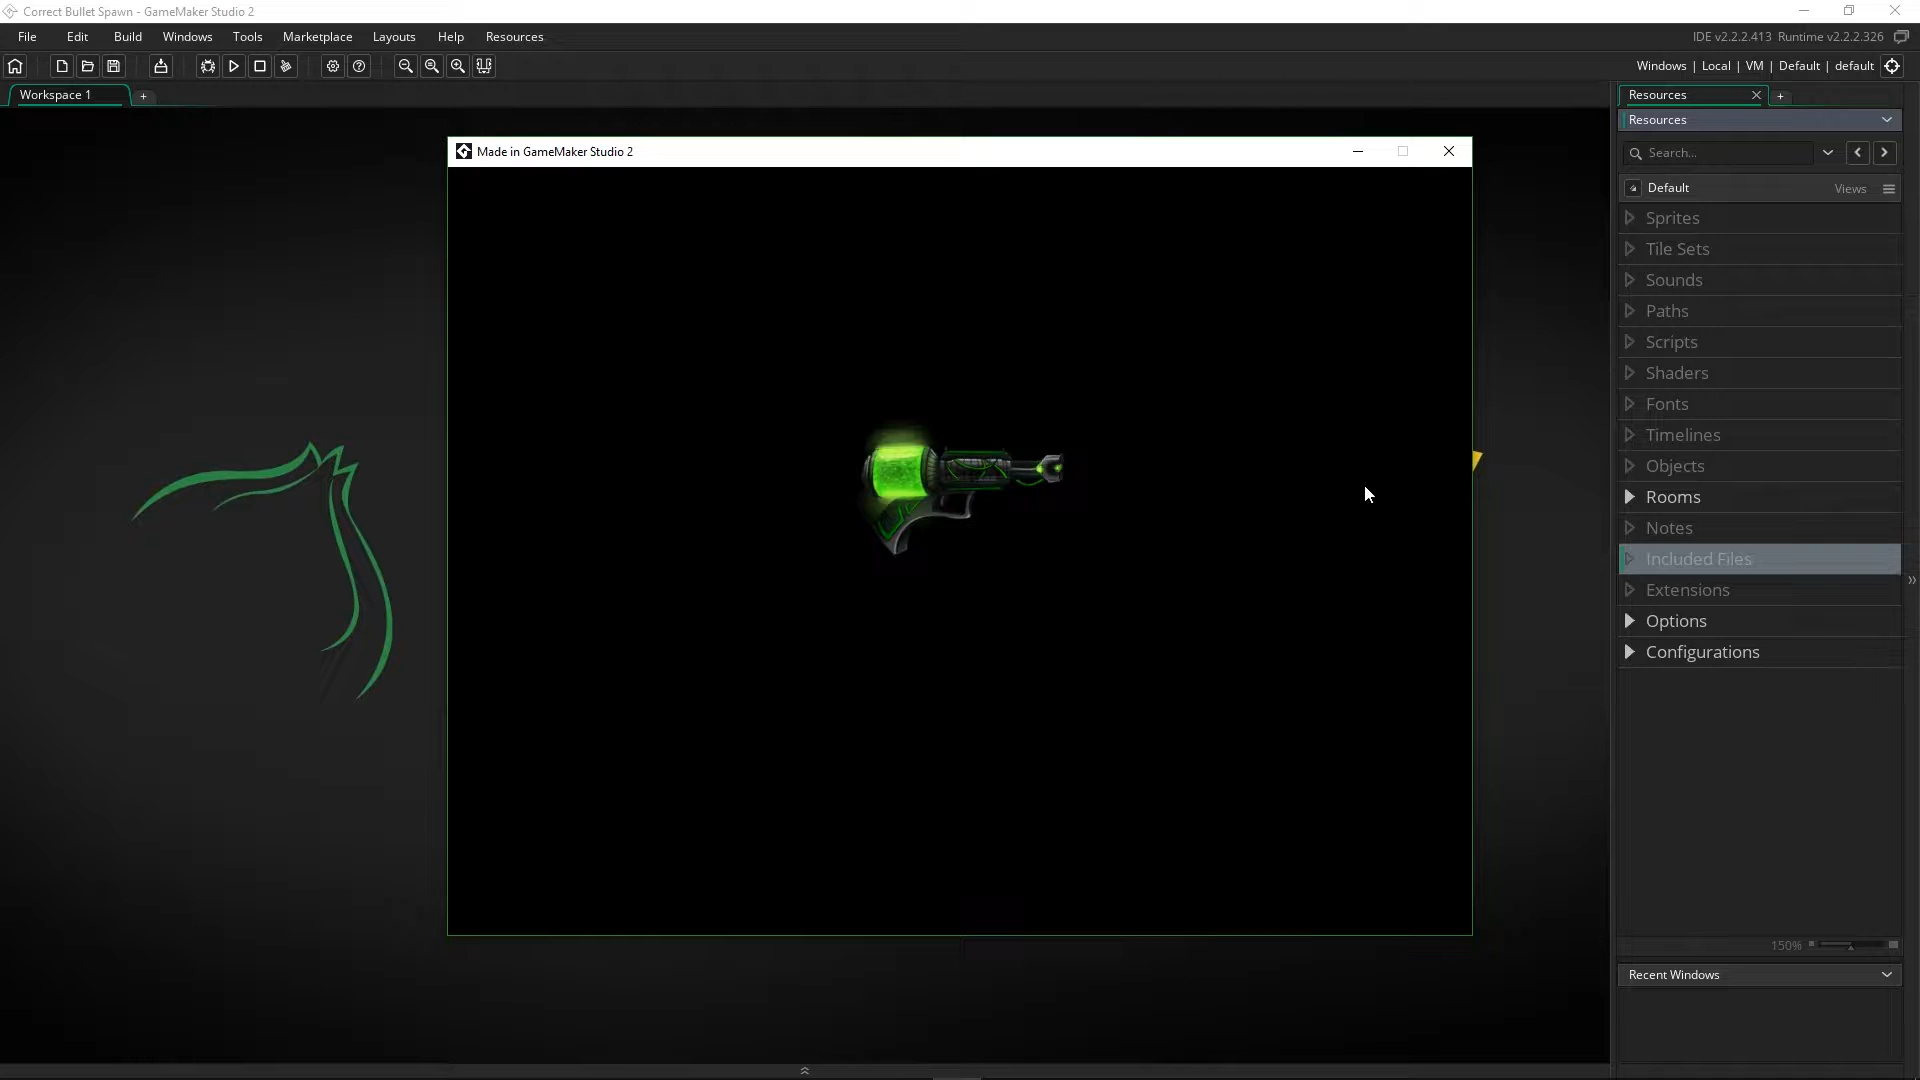 Correct Bullet Spawn - GameMaker Studio 2
File Edit Build Windows Tools Marketplace Layouts Help Resources
IDE v2.2.2.413 Runtime v2.2.2.326
Windows | Local | VM | Default | default
Workspace 1
Resources
Resources
Made in GameMaker Studio 2
Search...
Default Views
Sprites
Tile Sets
Sounds
Paths
Scripts
Shaders
Fonts
Timelines
Objects
Rooms
Notes
Included Files
Extensions
Options
Configurations
150%
Recent Windows